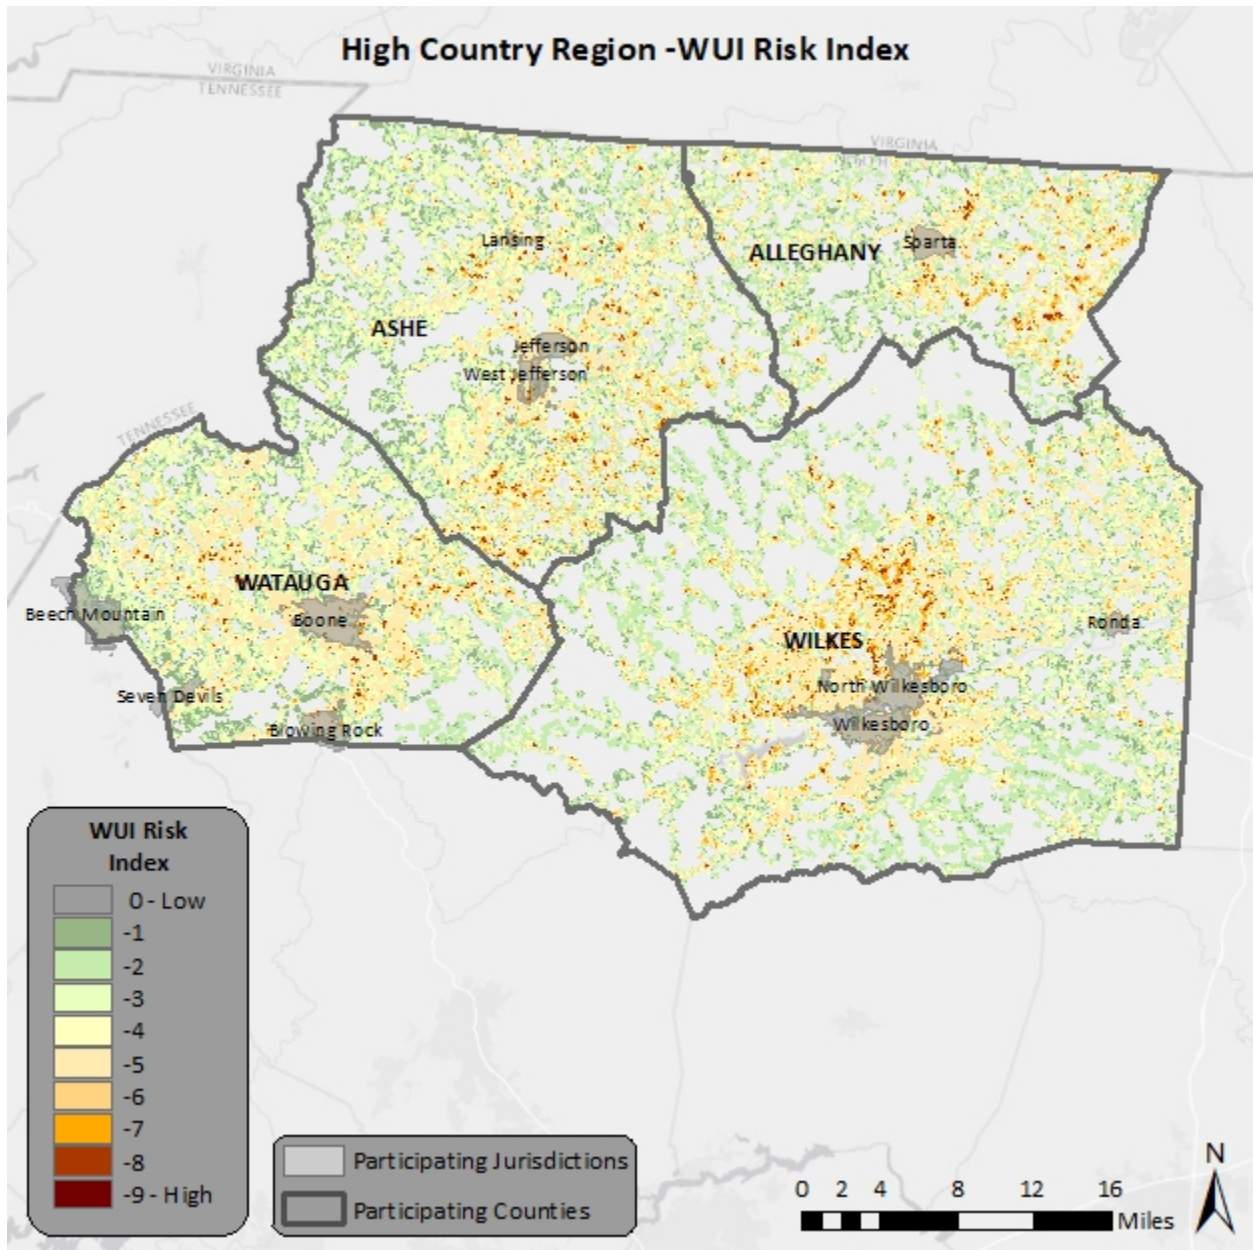 High Country Region -WUI Risk Index
VIRGINIA
TENNESSEE
VIRGINIA
NORTH
Lansing
ALLEGHANY
Sparta
ASHE
Jefferson
West Jefferson
TENNESSEE
WATAUGA
Beech Mountain
Boone
Ronda
WILKES
Seven Devils
North Wilkesboro
Blowing Rock
Wilkesboro
WUI Risk
Index
0 - Low
-1
-2
-3
-4
-5
-6
-7
-8
-9 - High
Participating Jurisdictions
Participating Counties
N
0 2 4 8 12 16
Miles